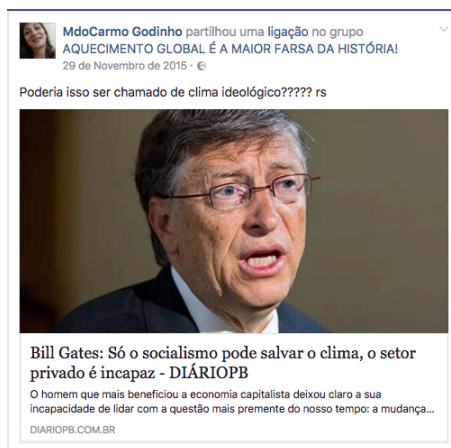 MdoCarmo Godinho partilhou uma ligação no grupo
AQUECIMENTO GLOBAL É A MAIOR FARSA DA HISTÓRIA!
29 de Novembro de 2015 ·
Poderia isso ser chamado de clima ideológico????? rs
Bill Gates: Só o socialismo pode salvar o clima, o setor
privado é incapaz - DIÁRIOPB
O homem que mais beneficiou a economia capitalista deixou claro a sua
incapacidade de lidar com a questão mais premente do nosso tempo: a mudança...
DIARIOPB.COM.BR